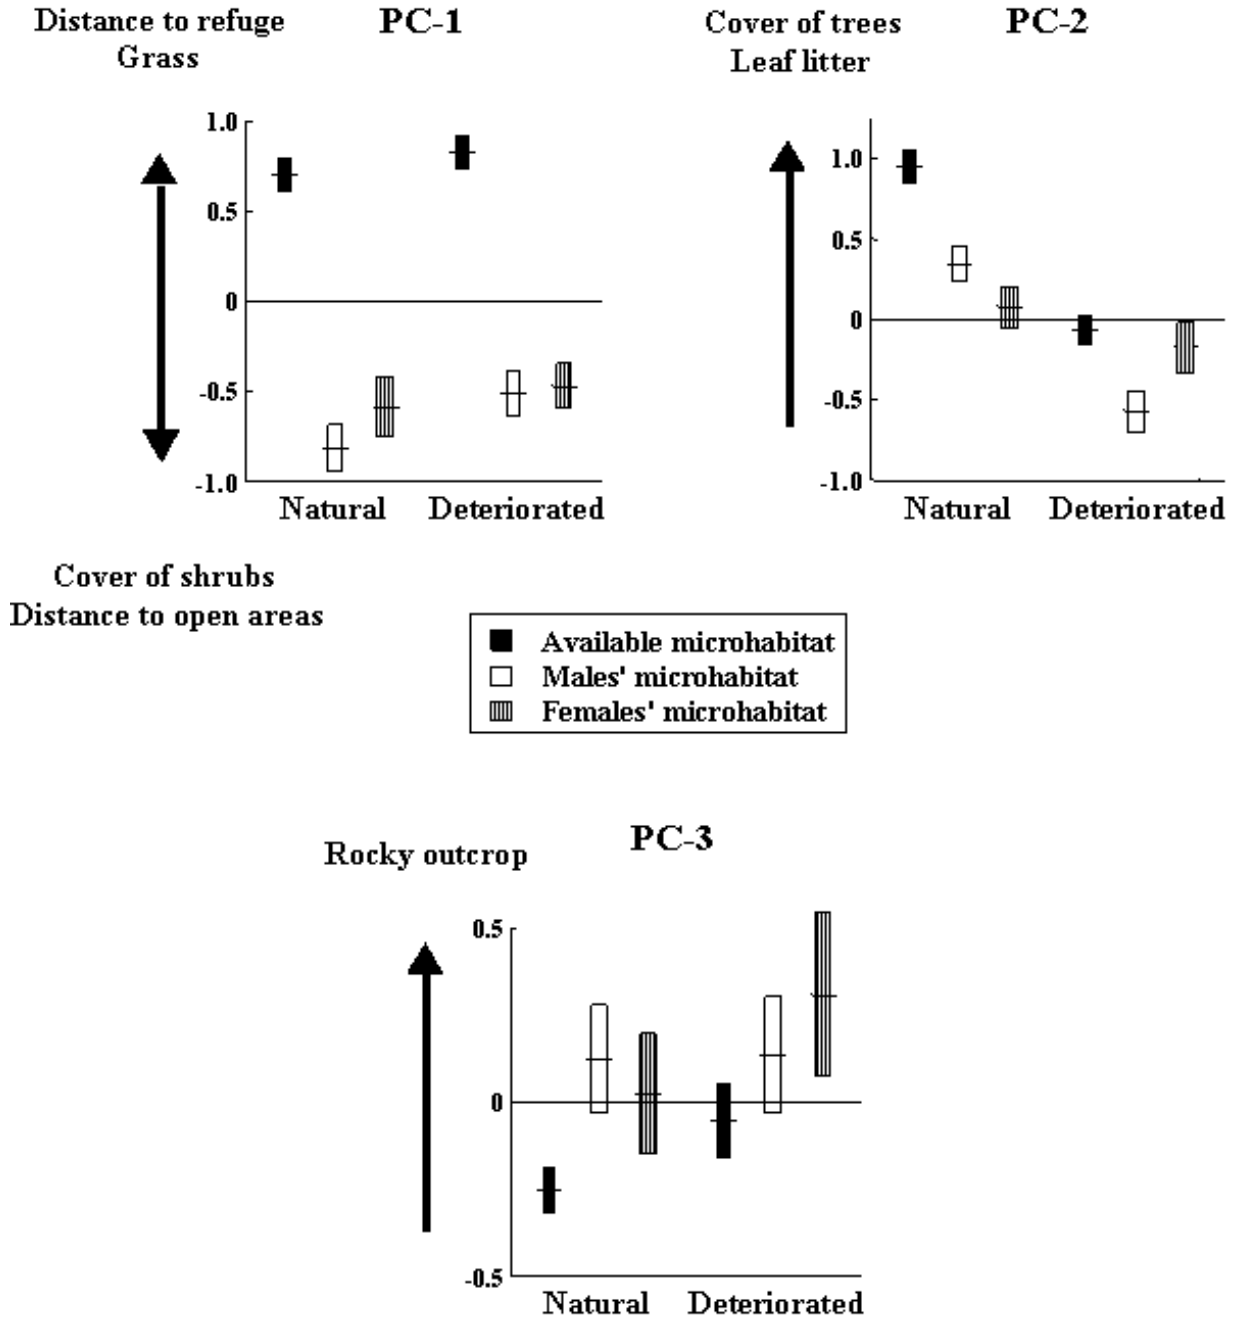 Distance to refuge
Grass
PC-1
1.0
0.5
0
-0.5
-1.0
Natural Deteriorated
Cover of shrubs
Distance to open areas
Cover of trees
Leaf litter
PC-2
1.0
0.5
0
-0.5
-1.0
Natural Deteriorated
Available microhabitat
Males' microhabitat
Females' microhabitat
Rocky outcrop
PC-3
0.5
0
-0.5
Natural Deteriorated